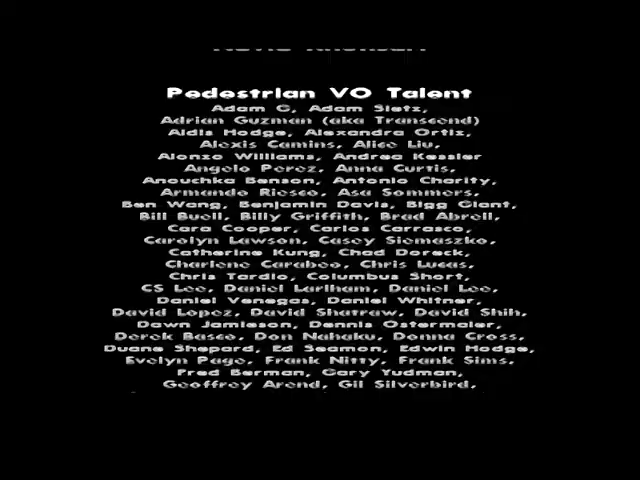 Pedestrian VO Talent
Adam G, Adam Sietz,
Adrian Guzman (aka Transcend)
Aldis Hodge, Alexandra Ortiz,
Alexis Camins, Alice Liu,
Alonzo Williams, Andrea Kessler
Angelo Perez, Anna Curtis,
Anouchka Benson, Antonio Charity,
Armando Riesco, Asa Sommers,
Ben Wang, Benjamin Davis, Bigg Giant,
Bill Buell, Billy Griffith, Brad Abrell,
Cara Cooper, Carlos Carrasco,
Carolyn Lawson, Casey Siemaszko,
Catherine Kung, Chad Doreck,
Charlene Carabeo, Chris Lucas,
Chris Tardio, Columbus Short,
CS Lee, Daniel Larlham, Daniel Lee,
Daniel Venegas, Daniel Whitner,
David Lopez, David Shatraw, David Shih,
Dawn Jamieson, Dennis Ostermaier,
Derek Basco, Don Nahaku, Donna Cross,
Duane Shepard, Ed Seamon, Edwin Hodge,
Evelyn Page, Frank Nitty, Frank Sims,
Fred Berman, Gary Yudman,
Geoffrey Arend, Gil Silverbird,